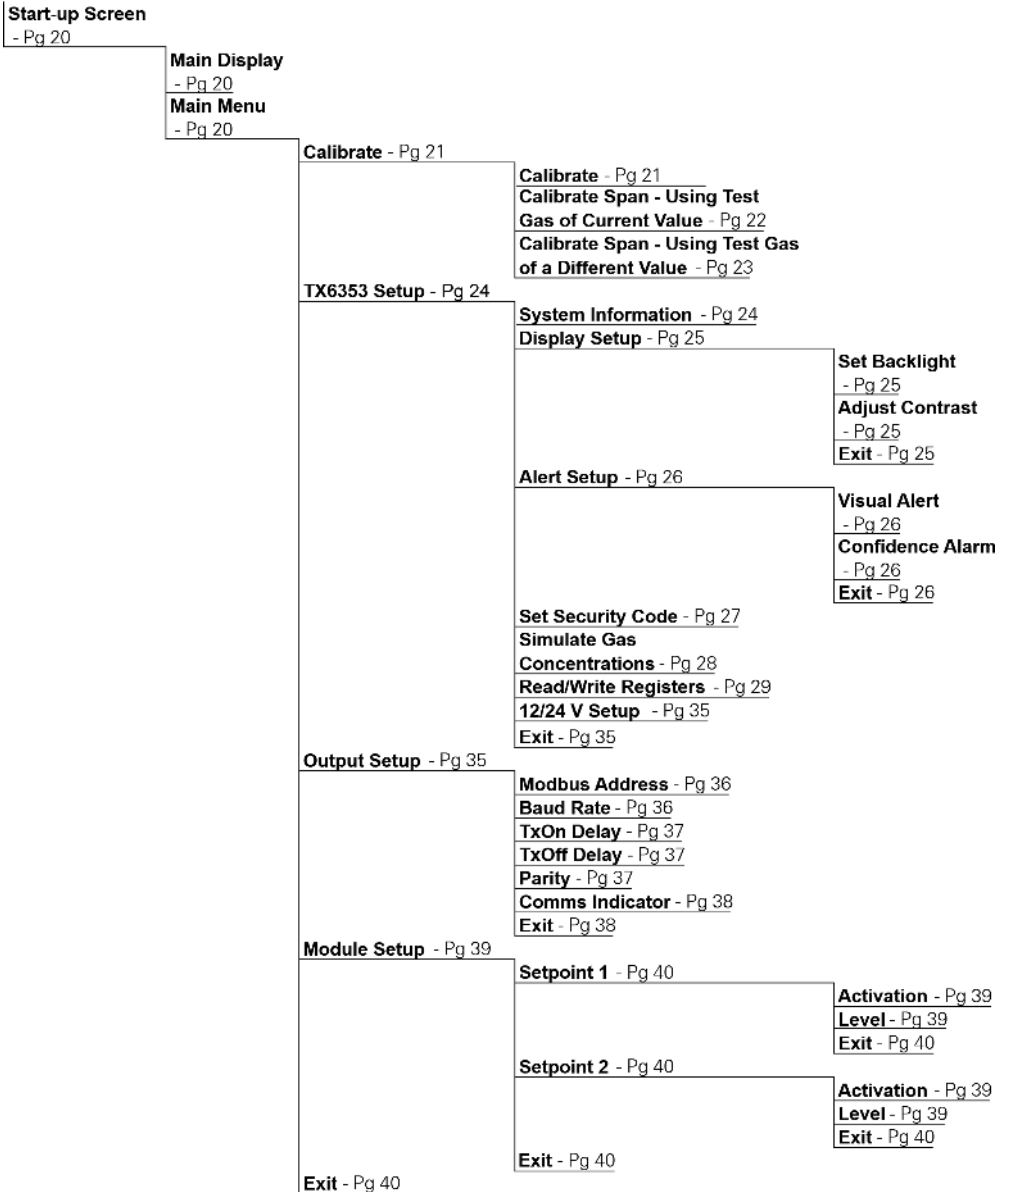 Start-up Screen
- Pg 20
Main Display
- Pg 20
Main Menu
- Pg 20
Calibrate - Pg 21
Calibrate - Pg 21
Calibrate Span - Using Test
Gas of Current Value - Pg 22
Calibrate Span - Using Test Gas
of a Different Value - Pg 23
TX6353 Setup - Pg 24
System Information - Pg 24
Display Setup - Pg 25
Set Backlight
- Pg 25
Adjust Contrast
- Pg 25
Exit - Pg 25
Alert Setup - Pg 26
Visual Alert
- Pg 26
Confidence Alarm
- Pg 26
Exit - Pg 26
Set Security Code - Pg 27
Simulate Gas
Concentrations - Pg 28
Read/Write Registers - Pg 29
12/24 V Setup - Pg 35
Exit - Pg 35
Output Setup - Pg 35
Modbus Address - Pg 36
Baud Rate - Pg 36
TxOn Delay - Pg 37
TxOff Delay - Pg 37
Parity - Pg 37
Comms Indicator - Pg 38
Exit - Pg 38
Module Setup - Pg 39
Setpoint 1 - Pg 40
Activation - Pg 39
Level - Pg 39
Exit - Pg 40
Setpoint 2 - Pg 40
Activation - Pg 39
Level - Pg 39
Exit - Pg 40
Exit - Pg 40
Exit - Pg 40